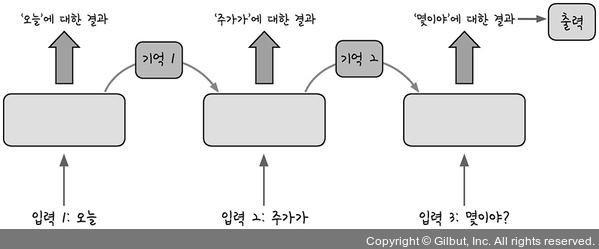 '오늘'에 대한 결과
'주가가'에 대한 결과
'몇이야'에 대한 결과
출력
기억 1
기억 2
입력 1: 오늘
입력 2: 주가가
입력 3: 몇이야?
Copyright © Gilbut, Inc. All rights reserved.